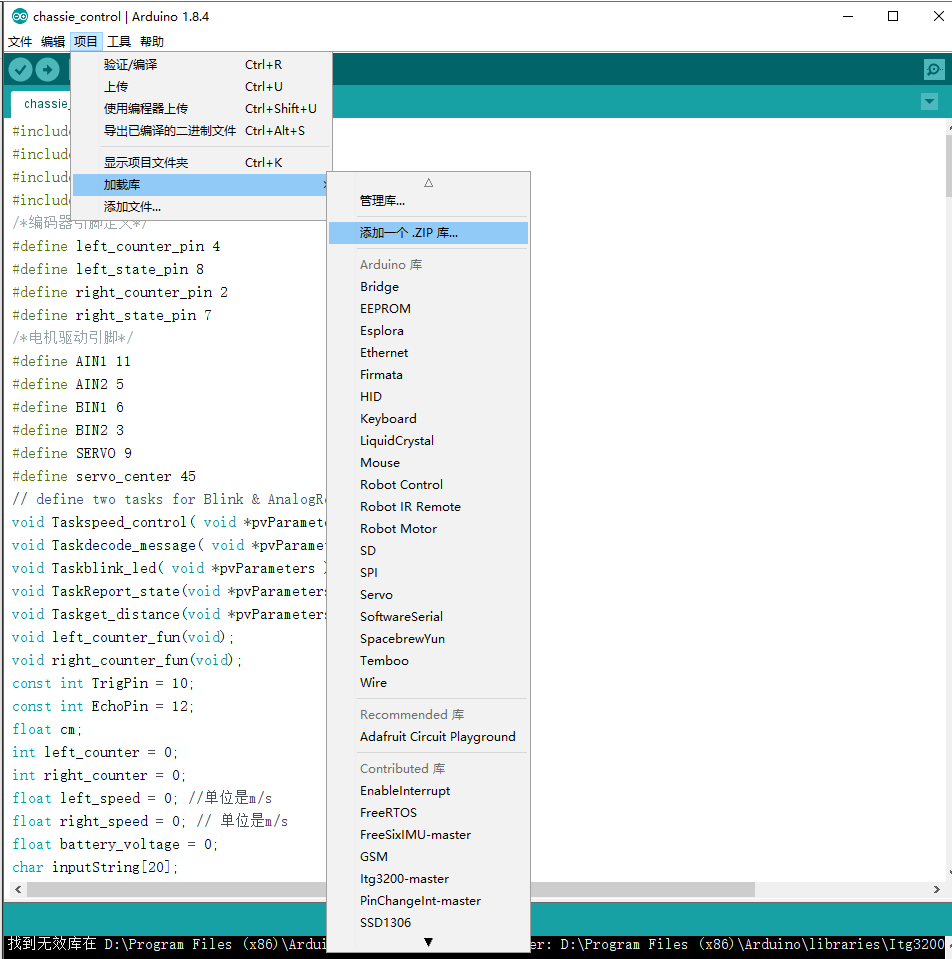 chassie_control | Arduino 1.8.4
文件 编辑 项目 工具 帮助
验证/编译 Ctrl+R
上传 Ctrl+U
使用编程器上传 Ctrl+Shift+U
导出已编译的二进制文件 Ctrl+Alt+S
显示项目文件夹 Ctrl+K
加载库
添加文件...
管理库...
添加一个 .ZIP 库...
Arduino 库
Bridge
EEPROM
Esplora
Ethernet
Firmata
HID
Keyboard
LiquidCrystal
Mouse
Robot Control
Robot IR Remote
Robot Motor
SD
SPI
Servo
SoftwareSerial
SpacebrewYun
Temboo
Wire
Recommended 库
Adafruit Circuit Playground
Contributed 库
EnableInterrupt
FreeRTOS
FreeSixIMU-master
GSM
Itg3200-master
PinChangeInt-master
SSD1306
chassie_
#include
#include
#include
#include
/*编码器引脚定义*/
#define left_counter_pin 4
#define left_state_pin 8
#define right_counter_pin 2
#define right_state_pin 7
/*电机驱动引脚*/
#define AIN1 11
#define AIN2 5
#define BIN1 6
#define BIN2 3
#define SERVO 9
#define servo_center 45
// define two tasks for Blink & AnalogR
void Taskspeed_control( void *pvParamet
void Taskdecode_message( void *pvParame
void Taskblink_led( void *pvParameters )
void TaskReport_state(void *pvParameters
void Taskget_distance(void *pvParameters
void left_counter_fun(void);
void right_counter_fun(void);
const int TrigPin = 10;
const int EchoPin = 12;
float cm;
int left_counter = 0;
int right_counter = 0;
float left_speed = 0; //单位是m/s
float right_speed = 0; // 单位是m/s
float battery_voltage = 0;
char inputString[20];
找到无效库在 D:\Program Files (x86)\Ardui er: D:\Program Files (x86)\Arduino\libraries\Itg3200